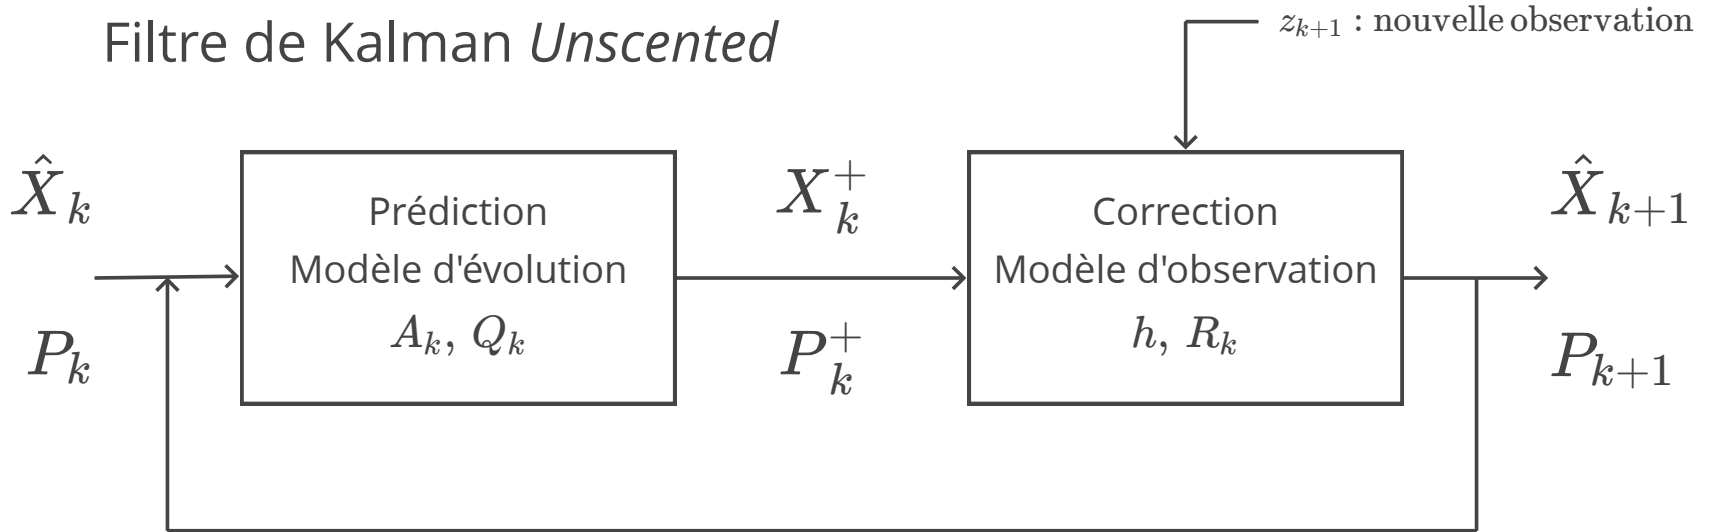 Filtre de Kalman Unscented
z_{k+1} : nouvelle observation
X̂_k
P_k
Prédiction
Modèle d'évolution
A_k, Q_k
X_k^+
P_k^+
Correction
Modèle d'observation
h, R_k
X̂_{k+1}
P_{k+1}